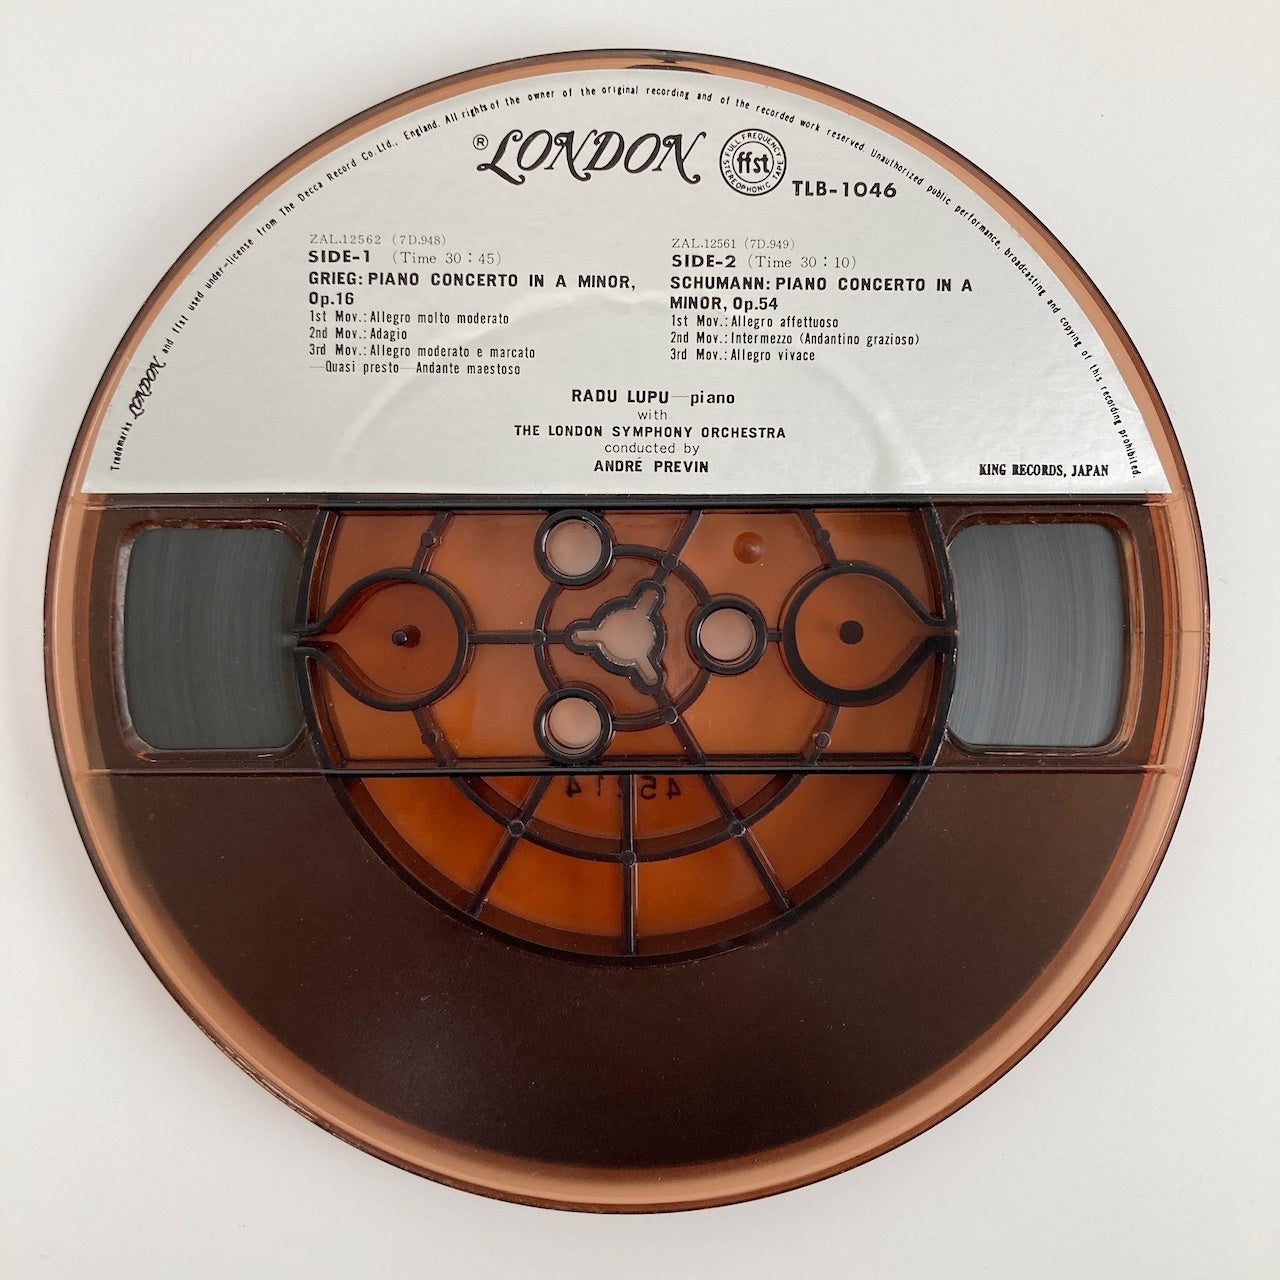 Trademarks LONDON and ffst used under-license from The Decca Record Co.Ltd., England. All rights of the owner of the original recording and of the recorded work reserved. Unauthorized public performance, broadcasting and copying of this recording prohibited.
® LONDON
FULL FREQUENCY
ffst
STEREOPHONIC TAPE
TLB-1046
ZAL.12562 (7D.948)
SIDE-1 (Time 30:45)
GRIEG: PIANO CONCERTO IN A MINOR,
Op.16
1st Mov.: Allegro molto moderato
2nd Mov.: Adagio
3rd Mov.: Allegro moderato e marcato
—Quasi presto—Andante maestoso
ZAL.12561 (7D.949)
SIDE-2 (Time 30:10)
SCHUMANN: PIANO CONCERTO IN A
MINOR, Op.54
1st Mov.: Allegro affettuoso
2nd Mov.: Intermezzo (Andantino grazioso)
3rd Mov.: Allegro vivace
RADU LUPU—piano
with
THE LONDON SYMPHONY ORCHESTRA
conducted by
ANDRÉ PREVIN
KING RECORDS, JAPAN